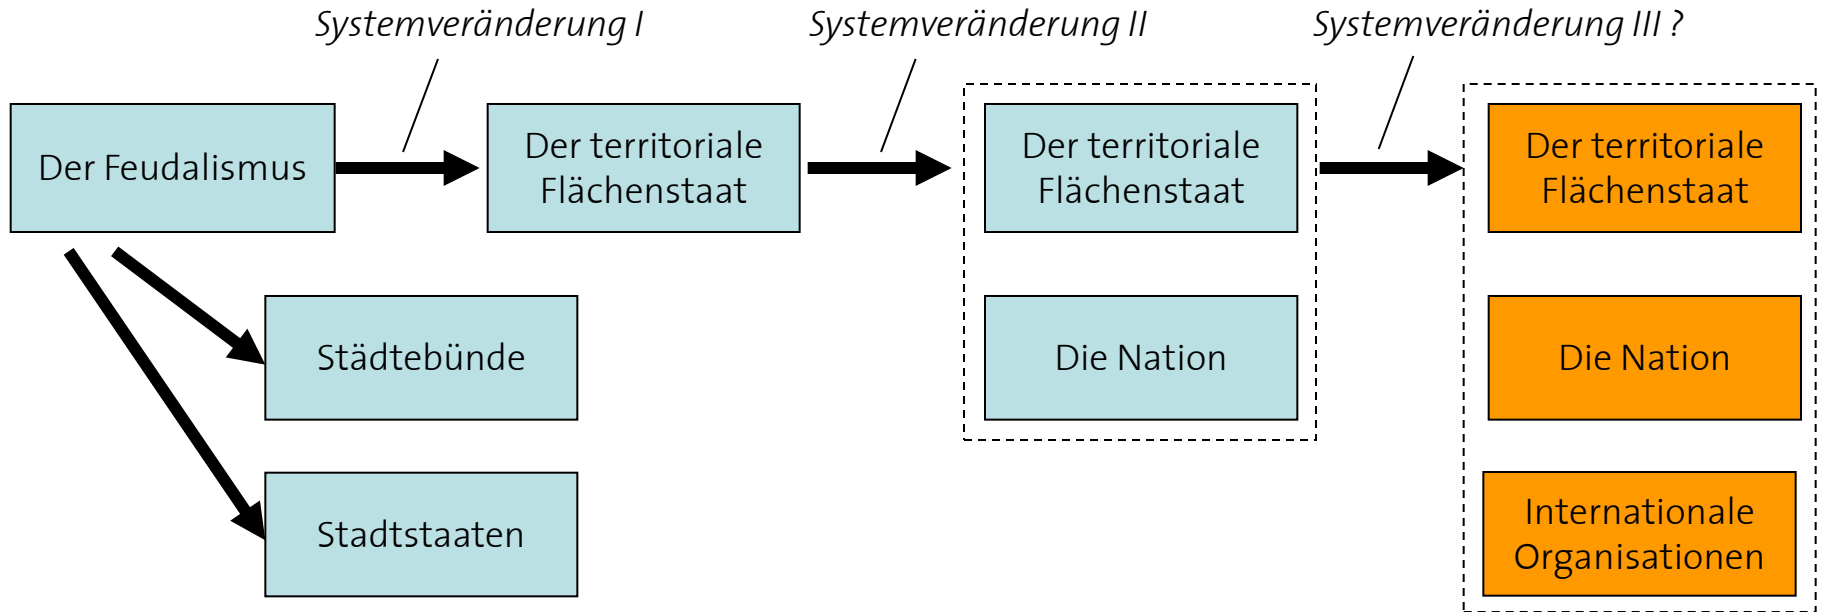 Systemveränderung I
Systemveränderung II
Systemveränderung III ?
Der Feudalismus
Der territoriale
Flächenstaat
Der territoriale
Flächenstaat
Der territoriale
Flächenstaat
Städtebünde
Die Nation
Die Nation
Stadtstaaten
Internationale
Organisationen